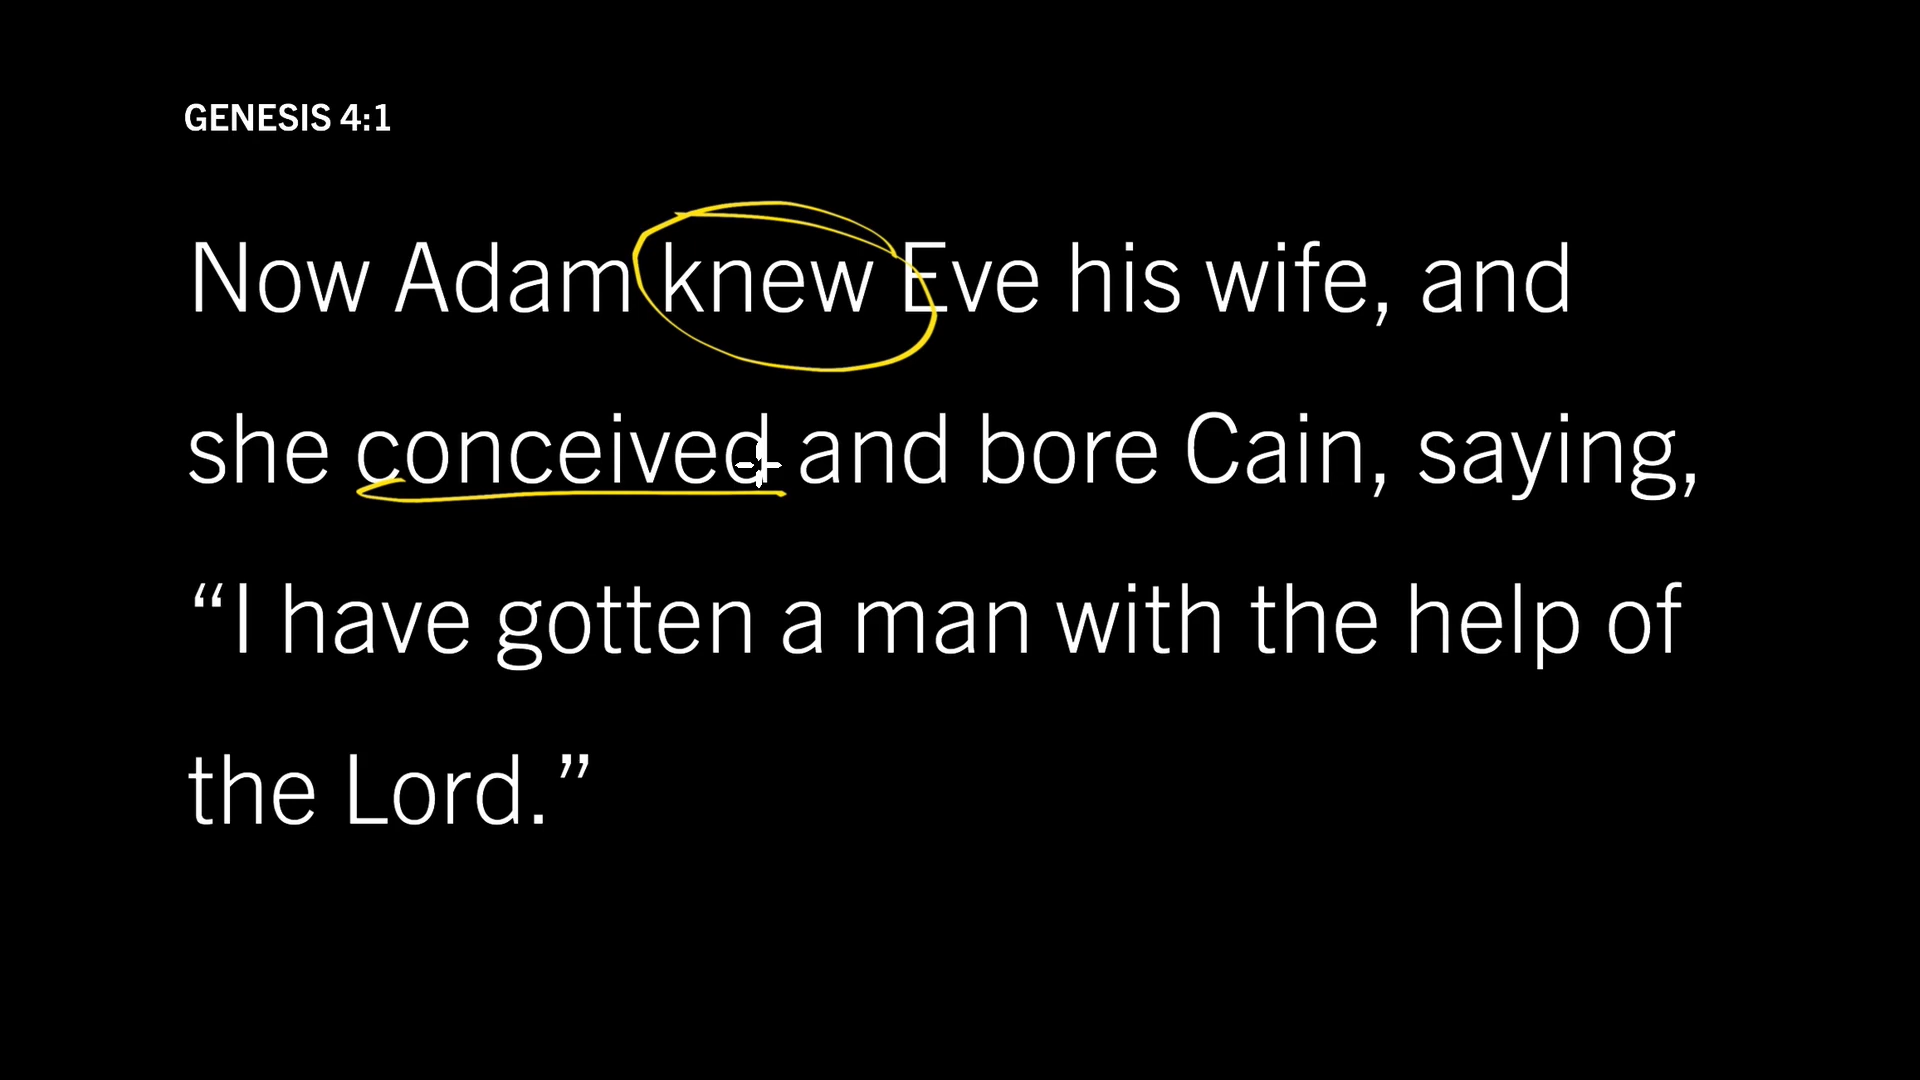 GENESIS 4:1
Now Adam knew Eve his wife, and
she conceived and bore Cain, saying,
“I have gotten a man with the help of
the Lord.”